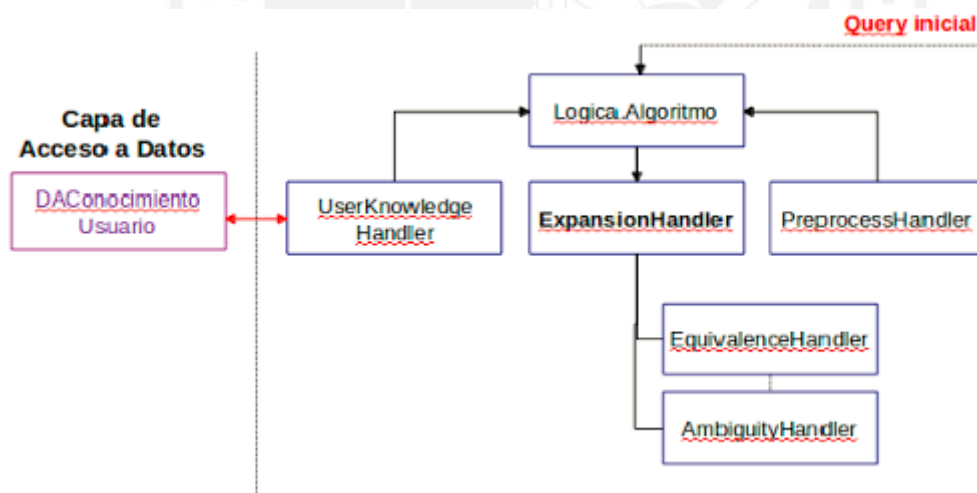 Query inicial
Logica.Algoritmo
Capa de
Acceso a Datos
DAConocimiento
Usuario
UserKnowledge
Handler
ExpansionHandler
PreprocessHandler
EquivalenceHandler
AmbiguityHandler